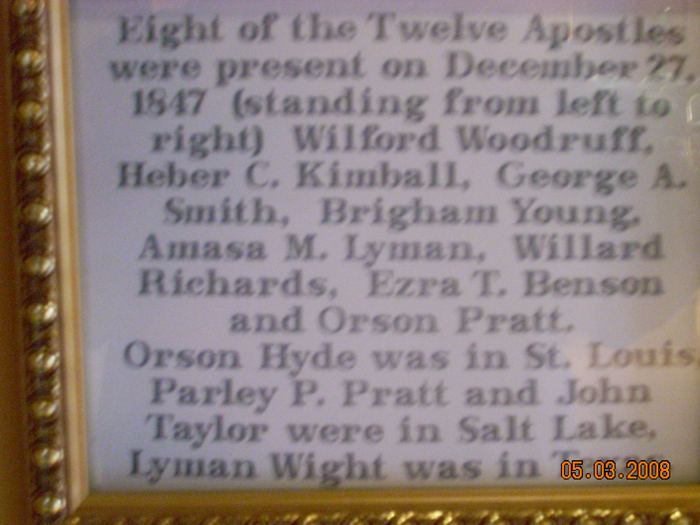 Eight of the Twelve Apostles
were present on December 27,
1847 (standing from left to
right) Wilford Woodruff,
Heber C. Kimball, George A.
Smith, Brigham Young,
Amasa M. Lyman, Willard
Richards, Ezra T. Benson
and Orson Pratt.
Orson Hyde was in St. Louis,
Parley P. Pratt and John
Taylor were in Salt Lake,
Lyman Wight was in
05.03.2008